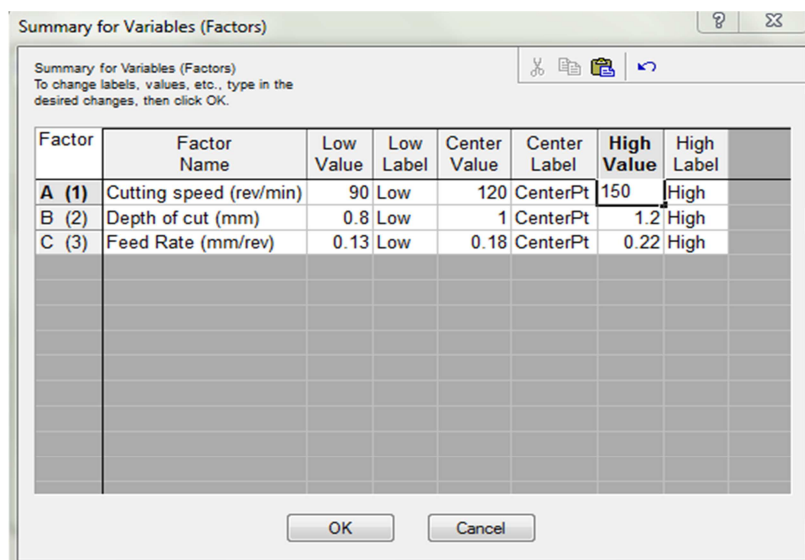 Summary for Variables (Factors)
Summary for Variables (Factors)
To change labels, values, etc., type in the
desired changes, then click OK.
Factor Factor Low Low Center Center High High
Name Value Label Value Label Value Label
A (1) Cutting speed (rev/min) 90 Low 120 CenterPt 150 High
B (2) Depth of cut (mm) 0.8 Low 1 CenterPt 1.2 High
C (3) Feed Rate (mm/rev) 0.13 Low 0.18 CenterPt 0.22 High
OK Cancel